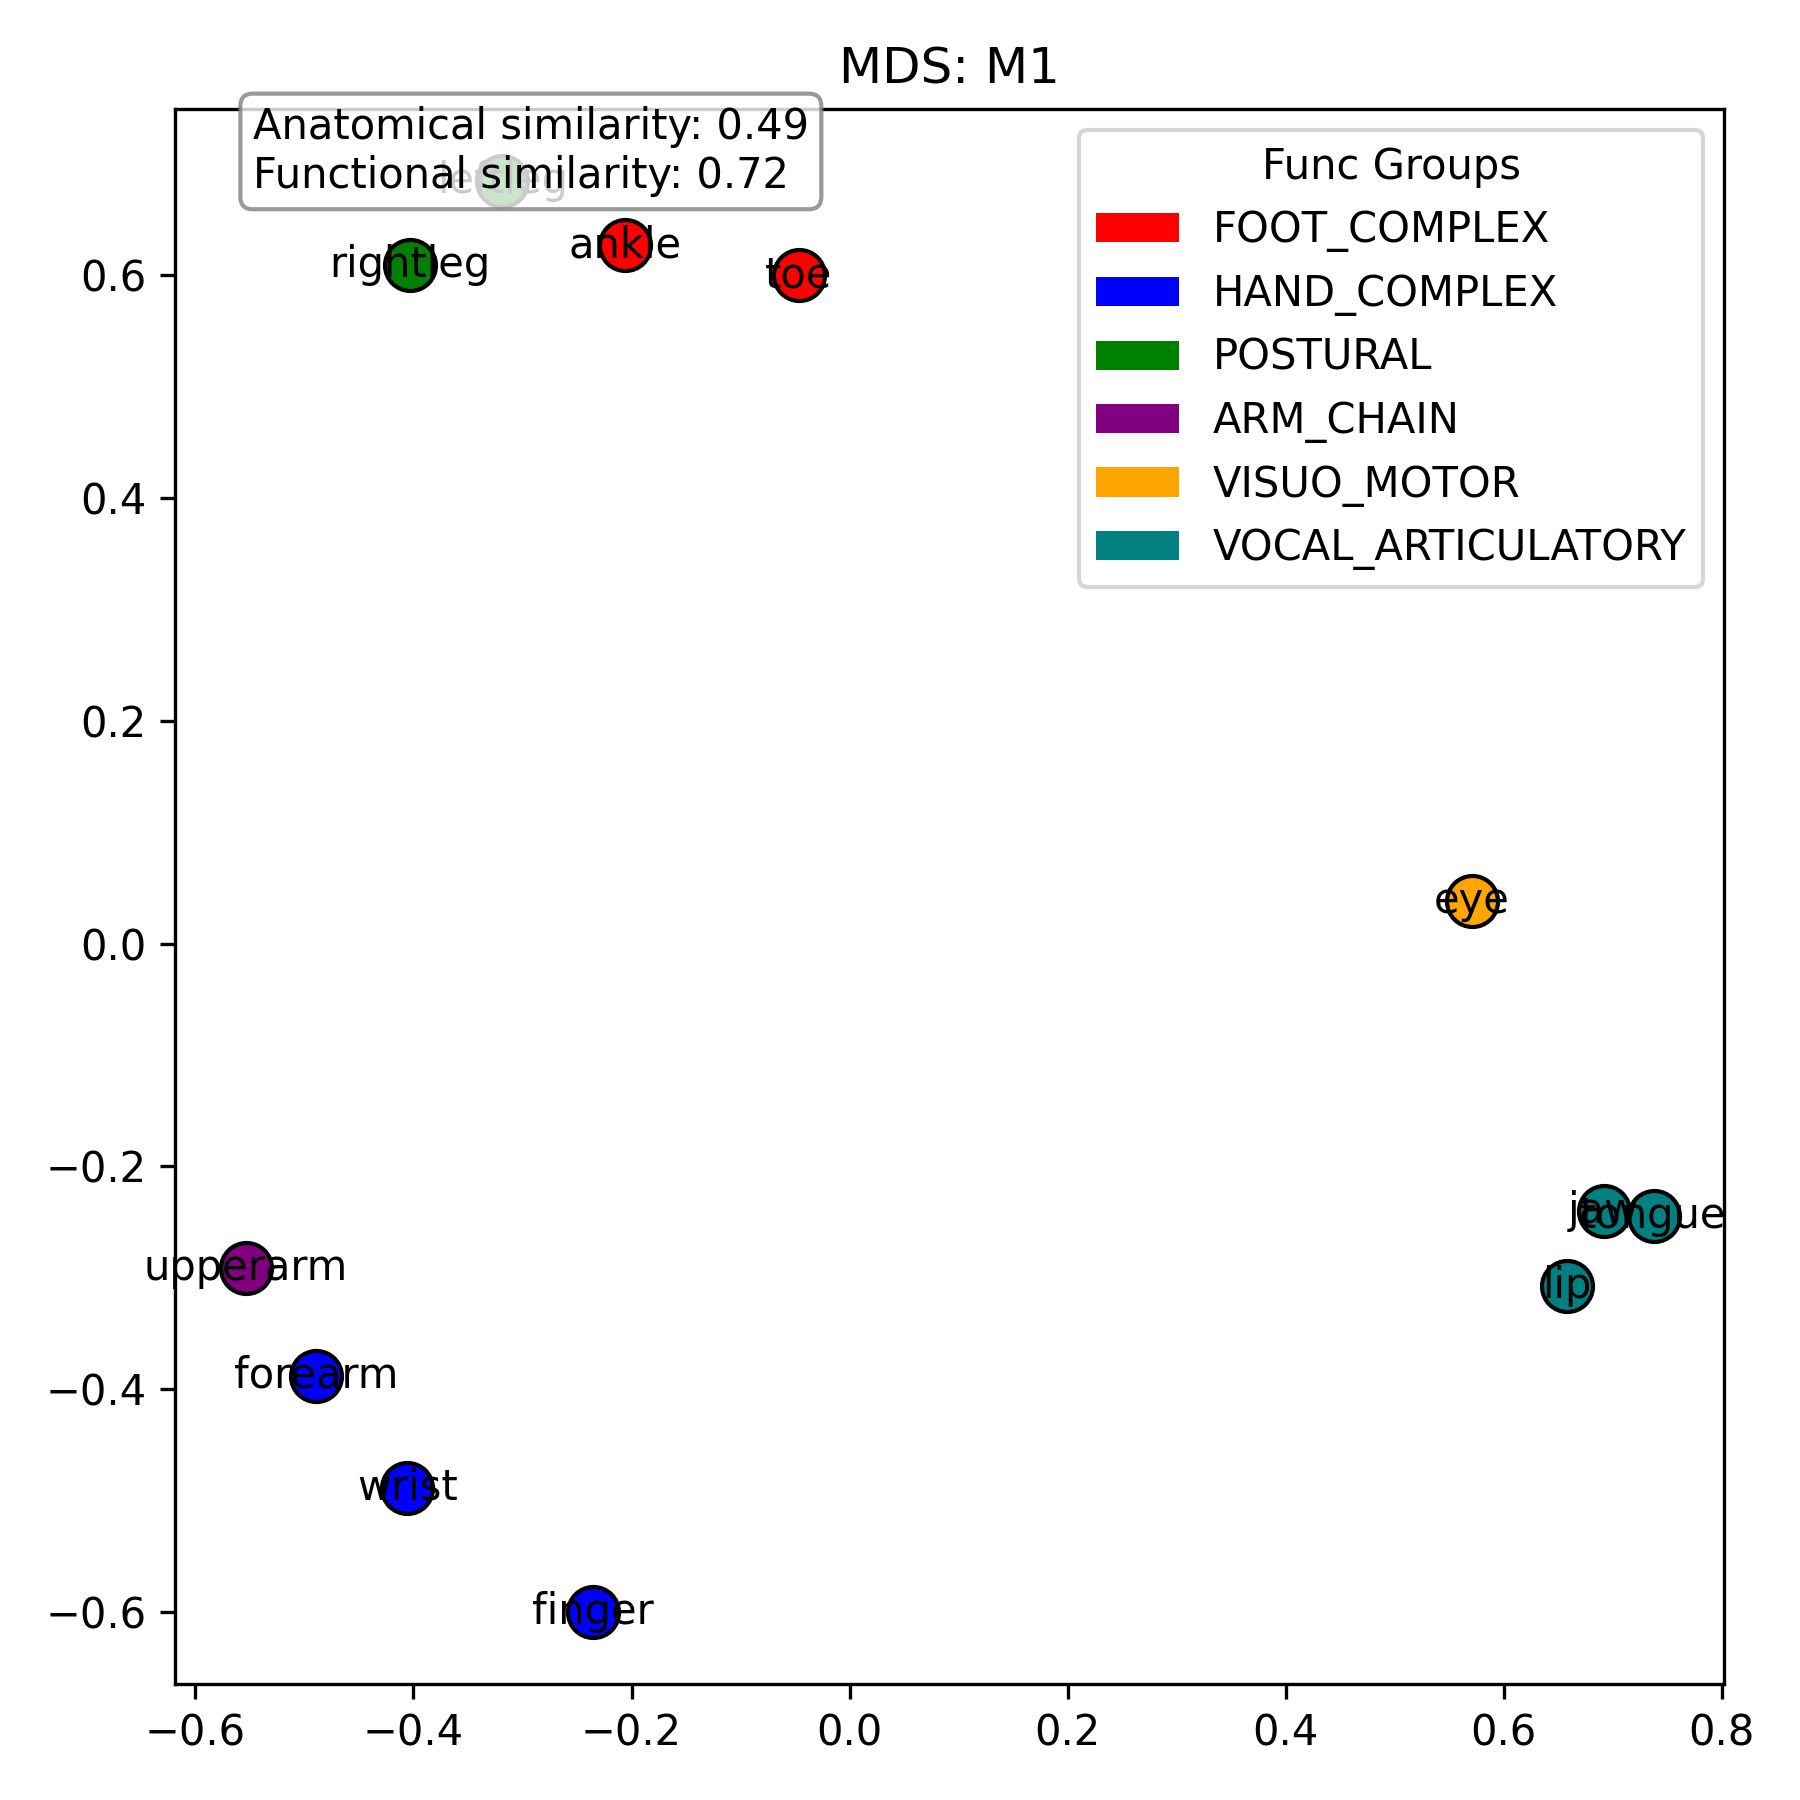 MDS: M1
Anatomical similarity: 0.49
Functional similarity: 0.72
leftleg
rightleg
ankle
toe
Func Groups
FOOT_COMPLEX
HAND_COMPLEX
POSTURAL
ARM_CHAIN
VISUO_MOTOR
VOCAL_ARTICULATORY
eye
jaw
tongue
lip
upperarm
forearm
wrist
finger
0.6
0.4
0.2
0.0
−0.2
−0.4
−0.6
−0.6
−0.4
−0.2
0.0
0.2
0.4
0.6
0.8